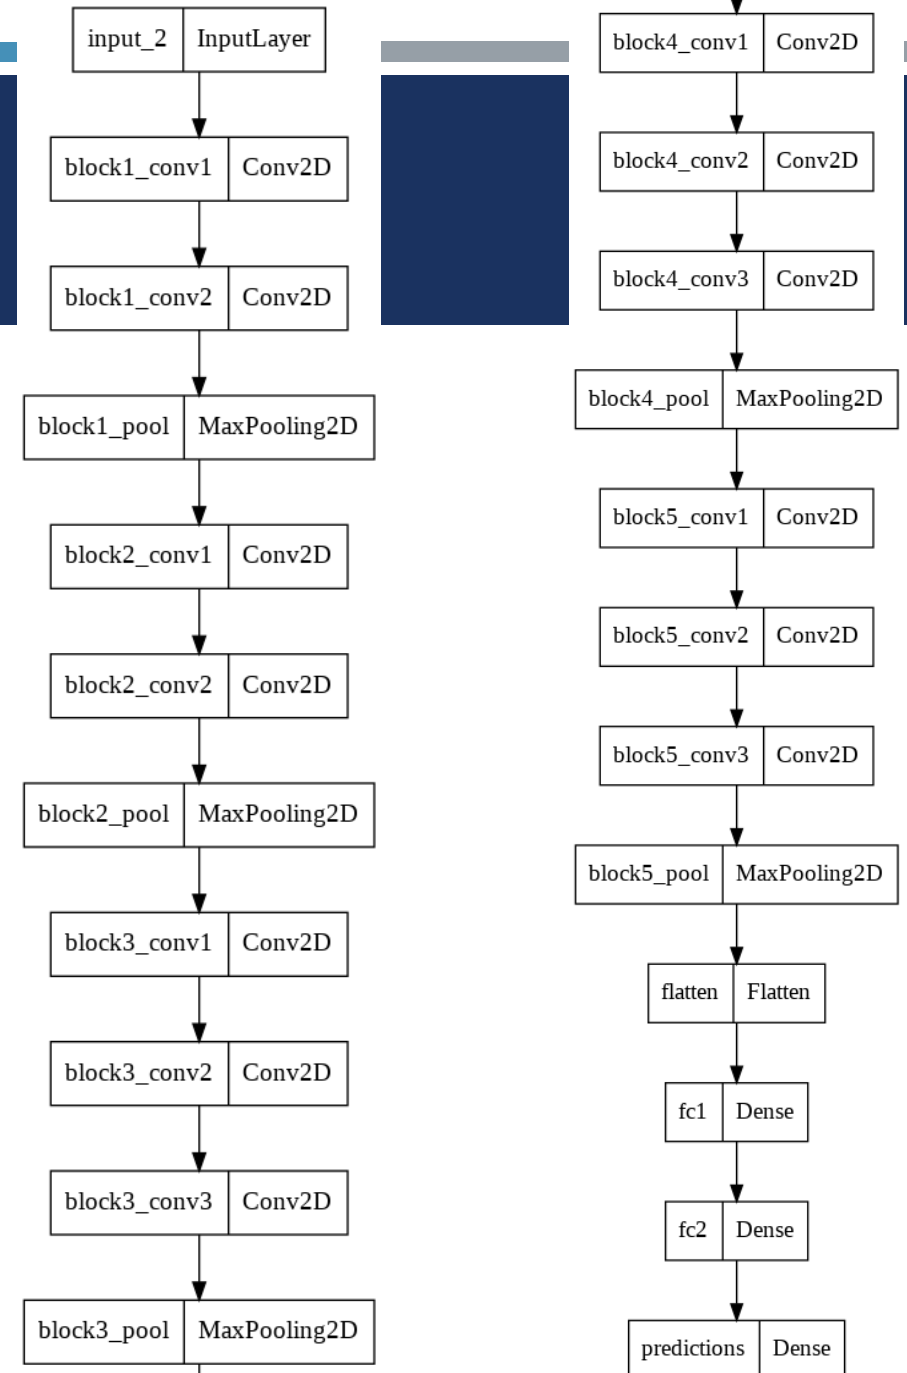 input_2 InputLayer
block1_conv1 Conv2D
block1_conv2 Conv2D
block1_pool MaxPooling2D
block2_conv1 Conv2D
block2_conv2 Conv2D
block2_pool MaxPooling2D
block3_conv1 Conv2D
block3_conv2 Conv2D
block3_conv3 Conv2D
block3_pool MaxPooling2D
block4_conv1 Conv2D
block4_conv2 Conv2D
block4_conv3 Conv2D
block4_pool MaxPooling2D
block5_conv1 Conv2D
block5_conv2 Conv2D
block5_conv3 Conv2D
block5_pool MaxPooling2D
flatten Flatten
fc1 Dense
fc2 Dense
predictions Dense